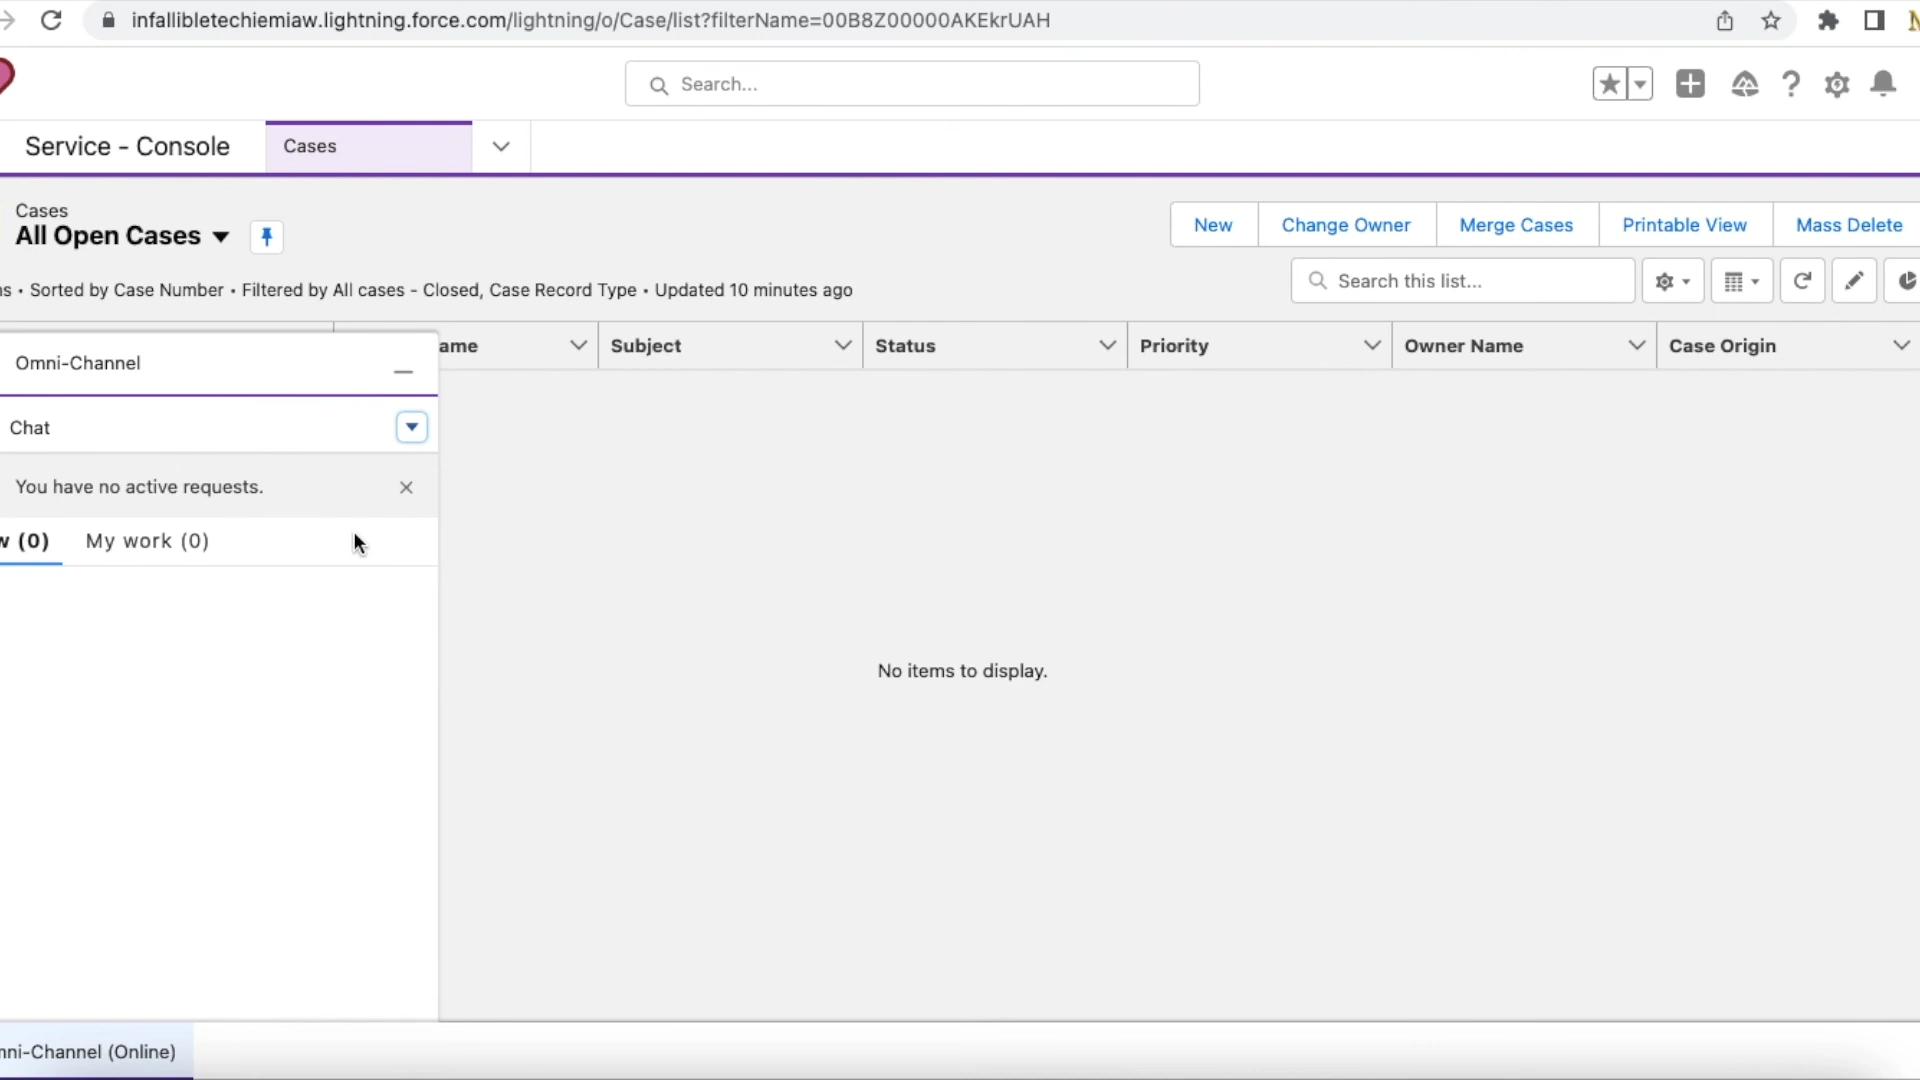 infallibletechiemiaw.lightning.force.com/lightning/o/Case/list?filterName=00B8Z00000AKEkrUAH
Search...
Service - Console
Cases
Cases
All Open Cases
New
Change Owner
Merge Cases
Printable View
Mass Delete
• Sorted by Case Number • Filtered by All cases - Closed, Case Record Type • Updated 10 minutes ago
Search this list...
Omni-Channel
ame
Subject
Status
Priority
Owner Name
Case Origin
Chat
You have no active requests.
w (0)
My work (0)
No items to display.
nni-Channel (Online)